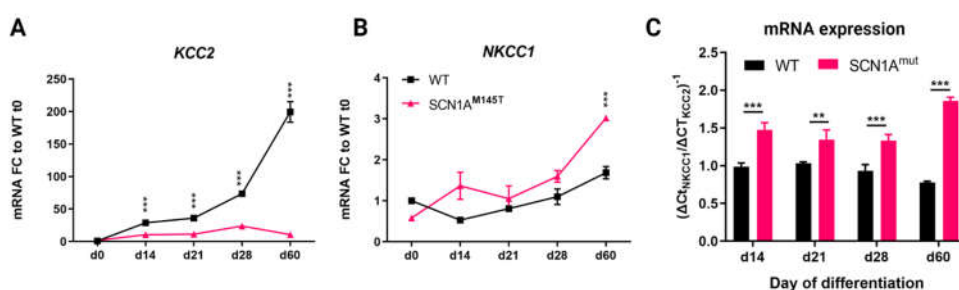 A
KCC2
mRNA FC to WT t0
250
200
150
100
50
0
***
***
***
***
d0 d14 d21 d28 d60
B
NKCC1
WT
SCN1A^M145T
mRNA FC to WT t0
4
3
2
1
0
***
d0 d14 d21 d28 d60
C
mRNA expression
WT SCN1A^mut
(ΔCt_NKCC1/ΔCT_KCC2)^-1
2.5
2.0
1.5
1.0
0.5
0.0
*** ** *** ***
d14 d21 d28 d60
Day of differentiation